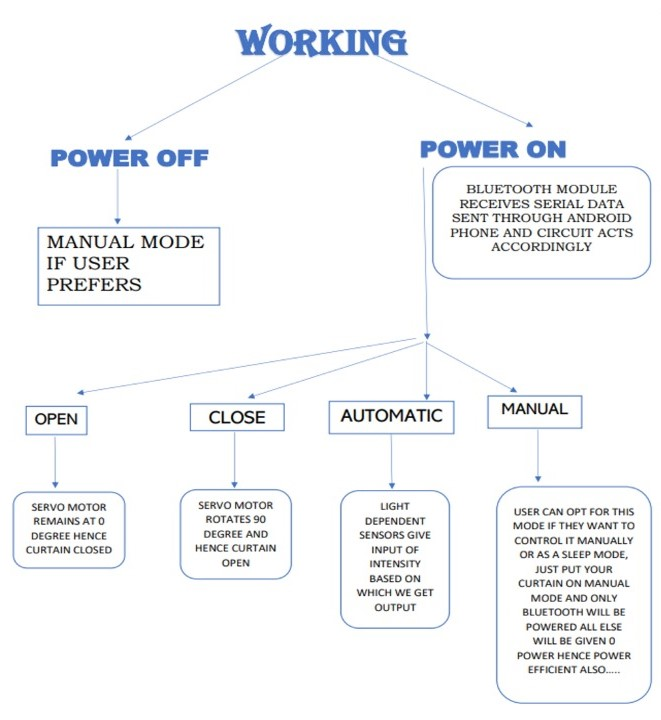 WORKING
POWER OFF
POWER ON
MANUAL MODE
IF USER
PREFERS
BLUETOOTH MODULE
RECEIVES SERIAL DATA
SENT THROUGH ANDROID
PHONE AND CIRCUIT ACTS
ACCORDINGLY
OPEN
CLOSE
AUTOMATIC
MANUAL
SERVO MOTOR
REMAINS AT 0
DEGREE HENCE
CURTAIN CLOSED
SERVO MOTOR
ROTATES 90
DEGREE AND
HENCE CURTAIN
OPEN
LIGHT
DEPENDENT
SENSORS GIVE
INPUT OF
INTENSITY
BASED ON
WHICH WE GET
OUTPUT
USER CAN OPT FOR THIS
MODE IF THEY WANT TO
CONTROL IT MANUALLY
OR AS A SLEEP MODE,
JUST PUT YOUR
CURTAIN ON MANUAL
MODE AND ONLY
BLUETOOTH WILL BE
POWERED ALL ELSE
WILL BE GIVEN 0
POWER HENCE POWER
EFFICIENT ALSO.....